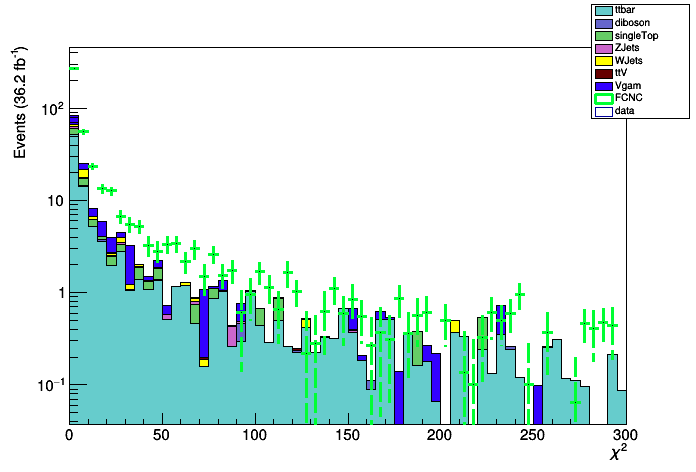 ttbar
diboson
singleTop
ZJets
WJets
ttV
Vgam
FCNC
data
Events (36.2 fb⁻¹)
10²
10
1
10⁻¹
0 50 100 150 200 250 300
χ²